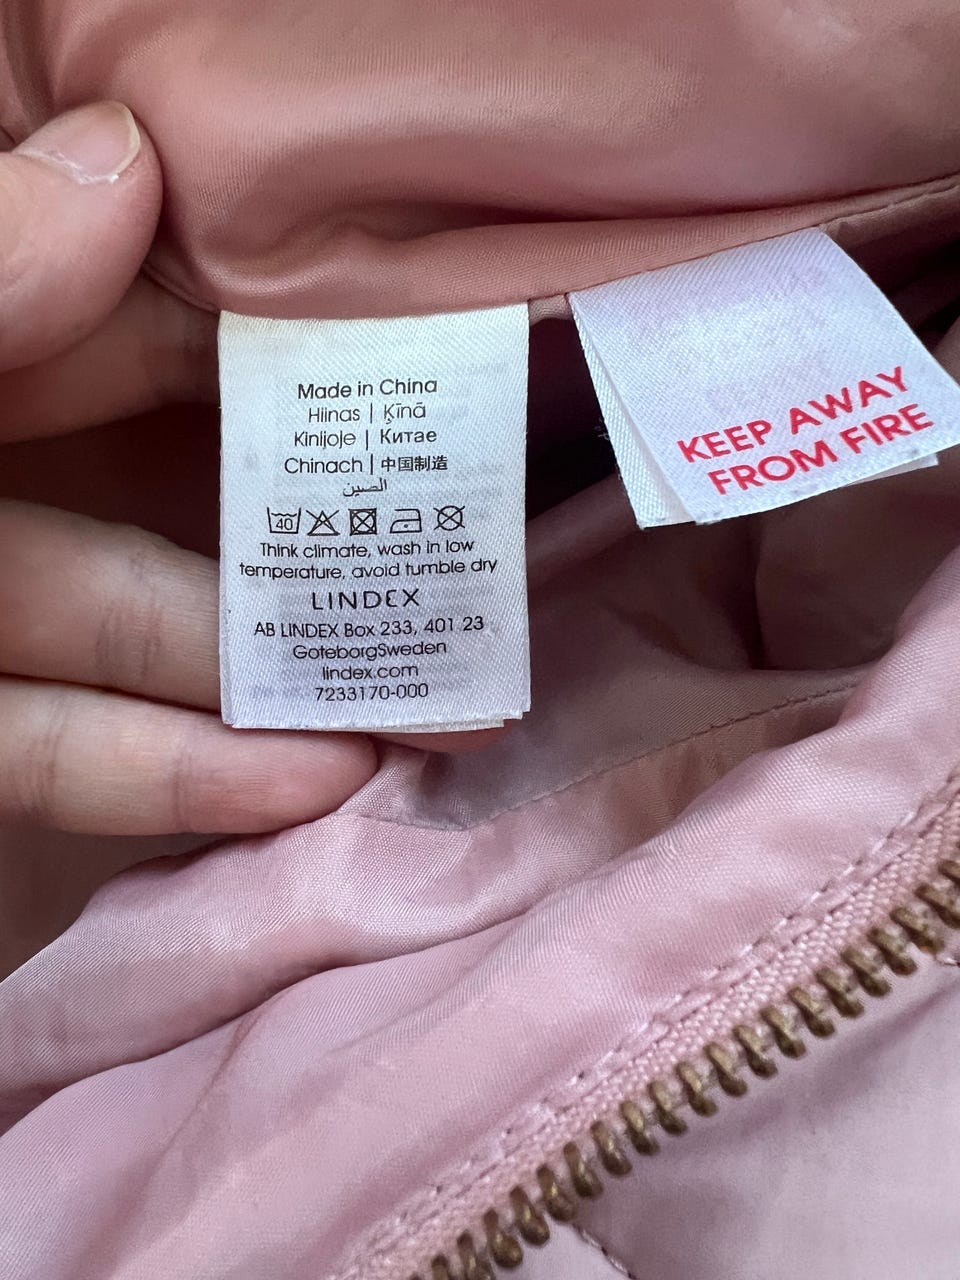 Made in China
Hiinas | Ķīnā
Kinijoje | Китае
Chinach | 中国制造
الصين
40
Think climate, wash in low
temperature, avoid tumble dry
LINDEX
AB LINDEX Box 233, 401 23
GoteborgSweden
lindex.com
7233170-000
KEEP AWAY
FROM FIRE